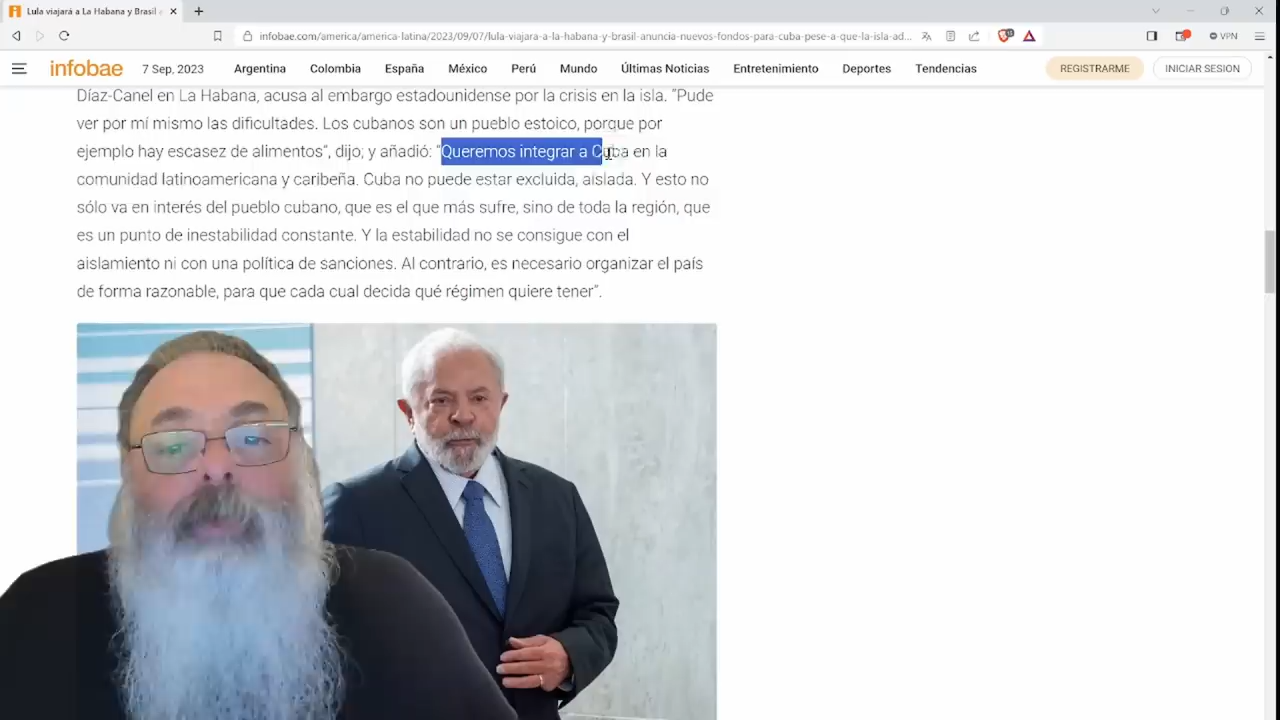 Lula viajará a La Habana y Brasil
infobae.com/america/america-latina/2023/09/07/lula-viajara-a-la-habana-y-brasil-anuncia-nuevos-fondos-para-cuba-pese-a-que-la-isla-ad...
VPN
infobae 7 Sep, 2023 Argentina Colombia España México Perú Mundo Últimas Noticias Entretenimiento Deportes Tendencias REGISTRARME INICIAR SESION
Díaz-Canel en La Habana, acusa al embargo estadounidense por la crisis en la isla. “Pude
ver por mí mismo las dificultades. Los cubanos son un pueblo estoico, porque por
ejemplo hay escasez de alimentos“, dijo; y añadió: “Queremos integrar a Cuba en la
comunidad latinoamericana y caribeña. Cuba no puede estar excluida, aislada. Y esto no
sólo va en interés del pueblo cubano, que es el que más sufre, sino de toda la región, que
es un punto de inestabilidad constante. Y la estabilidad no se consigue con el
aislamiento ni con una política de sanciones. Al contrario, es necesario organizar el país
de forma razonable, para que cada cual decida qué régimen quiere tener”.